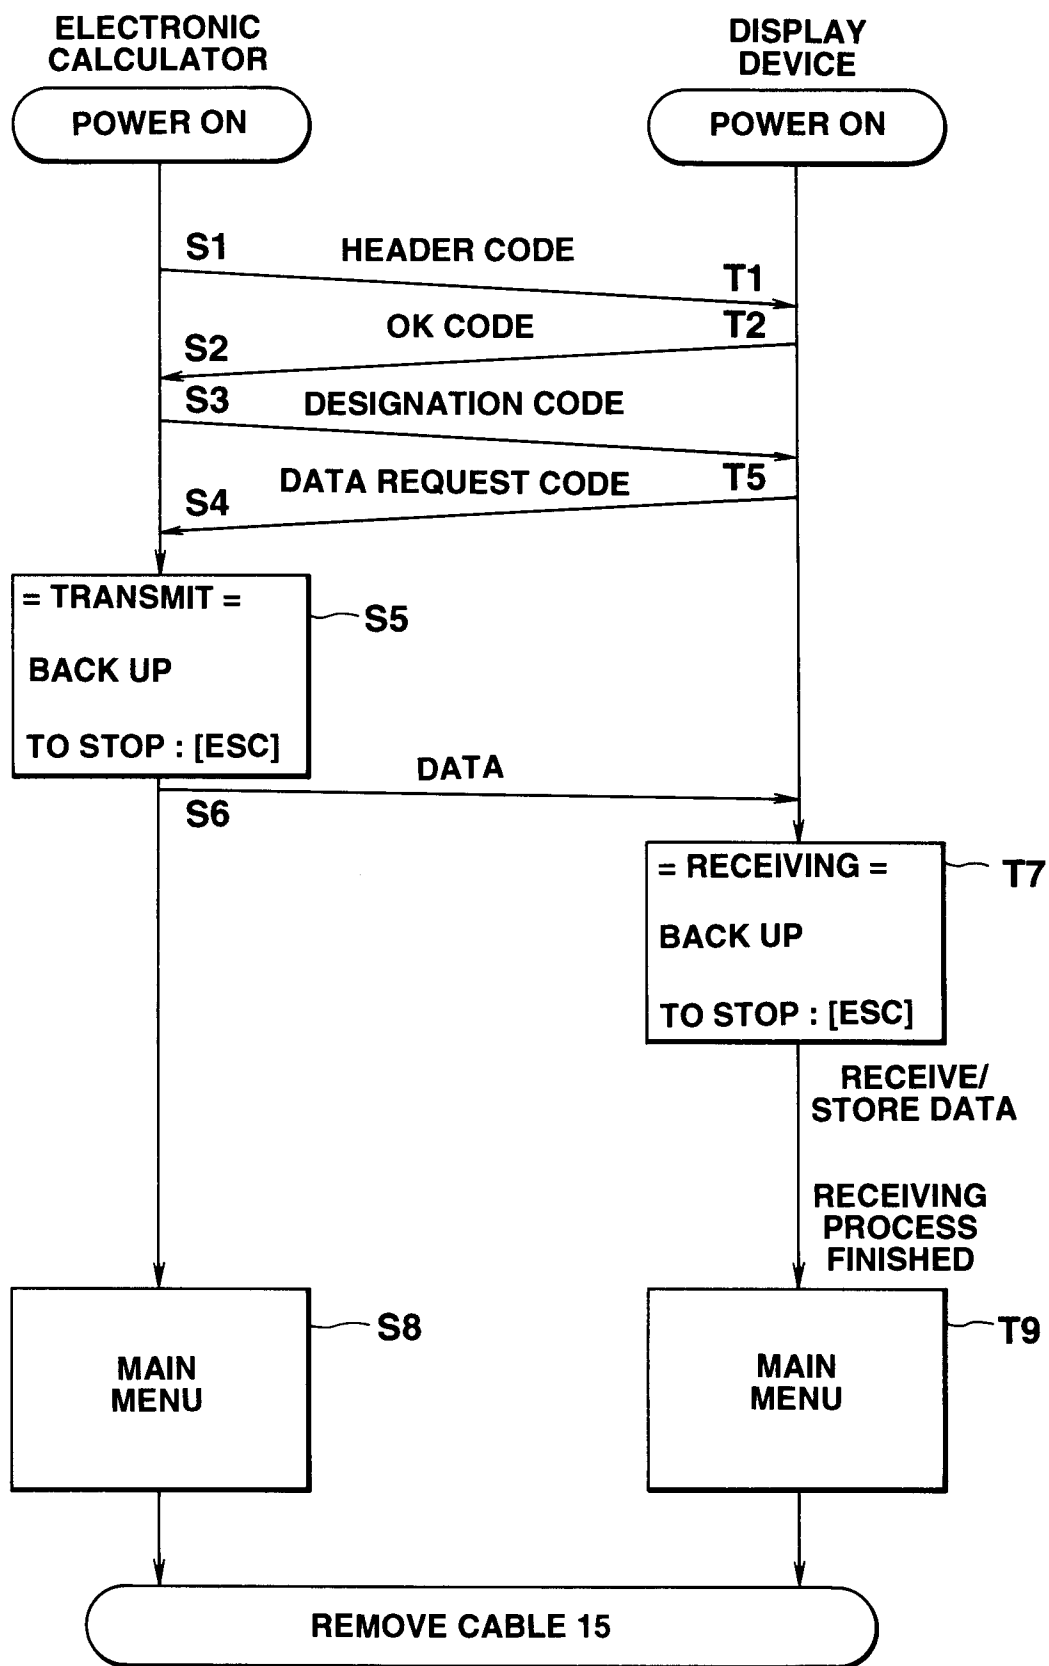 ELECTRONIC
CALCULATOR
DISPLAY
DEVICE
POWER ON
POWER ON
S1
HEADER CODE
T1
OK CODE
T2
S2
S3
DESIGNATION CODE
DATA REQUEST CODE
T5
S4
= TRANSMIT =
BACK UP
TO STOP : [ESC]
S5
DATA
S6
= RECEIVING =
BACK UP
TO STOP : [ESC]
T7
RECEIVE/
STORE DATA
RECEIVING
PROCESS
FINISHED
MAIN
MENU
S8
MAIN
MENU
T9
REMOVE CABLE 15